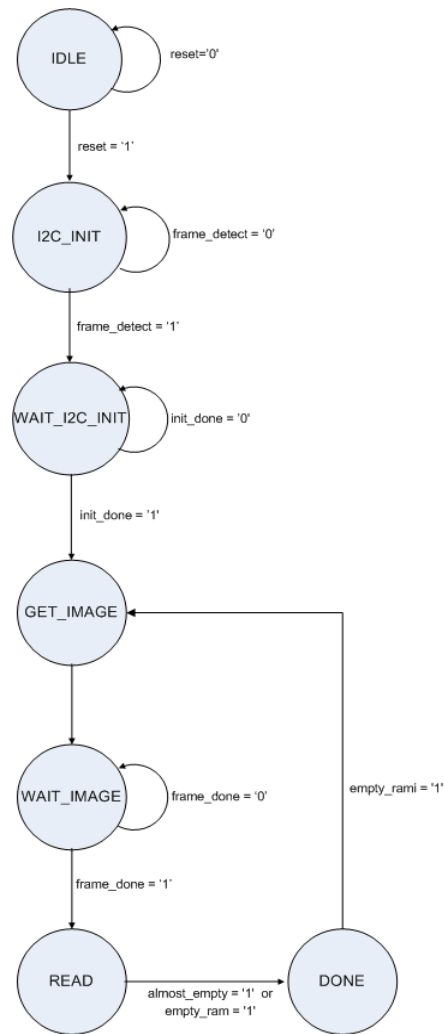 IDLE
reset='0'
reset = '1'
I2C_INIT
frame_detect = '0'
frame_detect = '1'
WAIT_I2C_INIT
init_done = '0'
init_done = '1'
GET_IMAGE
empty_rami = '1'
WAIT_IMAGE
frame_done = '0'
frame_done = '1'
READ
almost_empty = '1' or
empty_ram = '1'
DONE